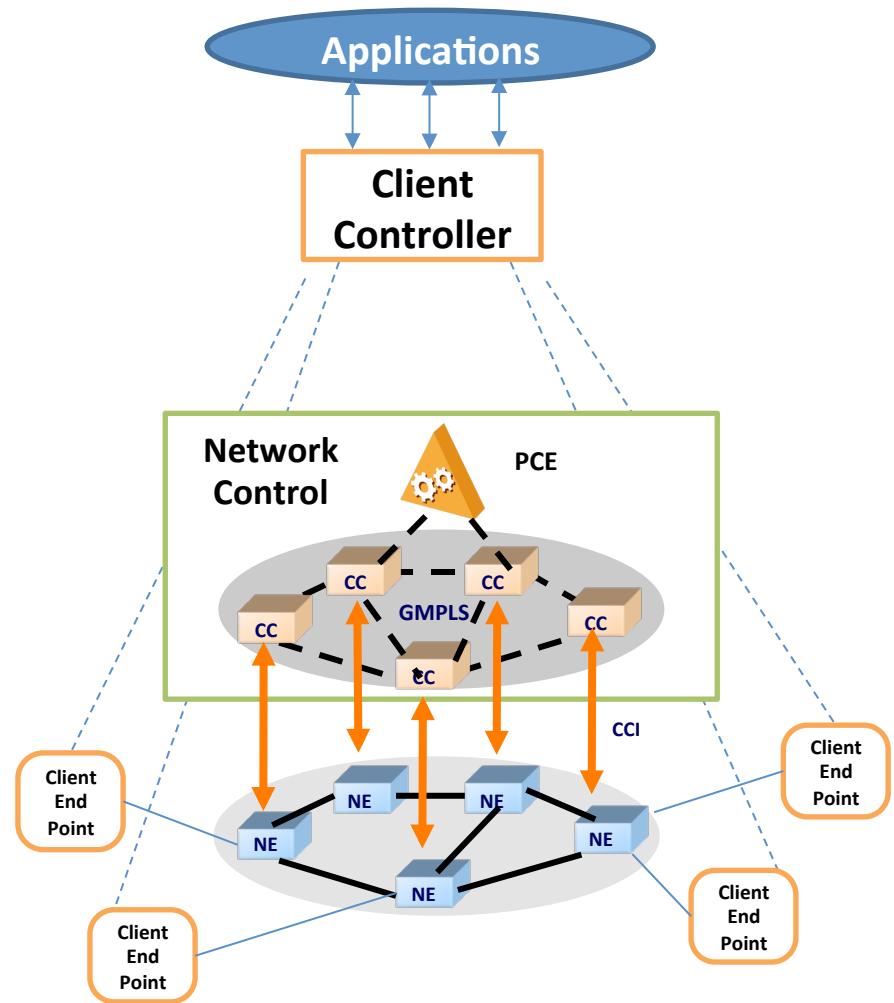 Applications
Client
Controller
Network
Control
PCE
CC
CC
GMPLS
CC
CC
CC
CCI
Client
End
Point
Client
End
Point
NE
NE
NE
NE
NE
Client
End
Point
Client
End
Point